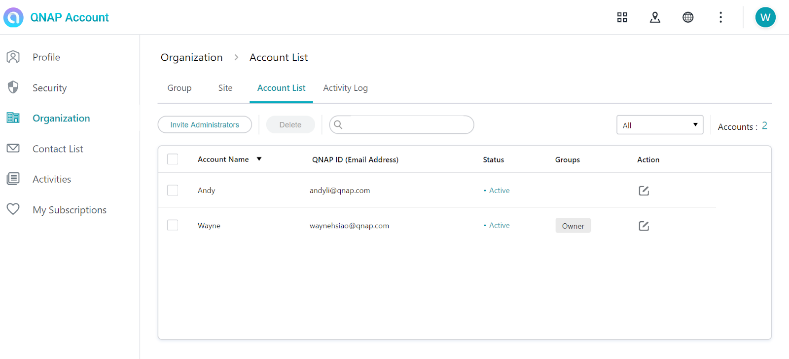 QNAP Account
W
Profile
Security
Organization
Contact List
Activities
My Subscriptions
Organization > Account List
Group Site Account List Activity Log
Invite Administrators Delete All Accounts : 2
Account Name QNAP ID (Email Address) Status Groups Action
Andy andyli@qnap.com • Active
Wayne waynehsiao@qnap.com • Active Owner